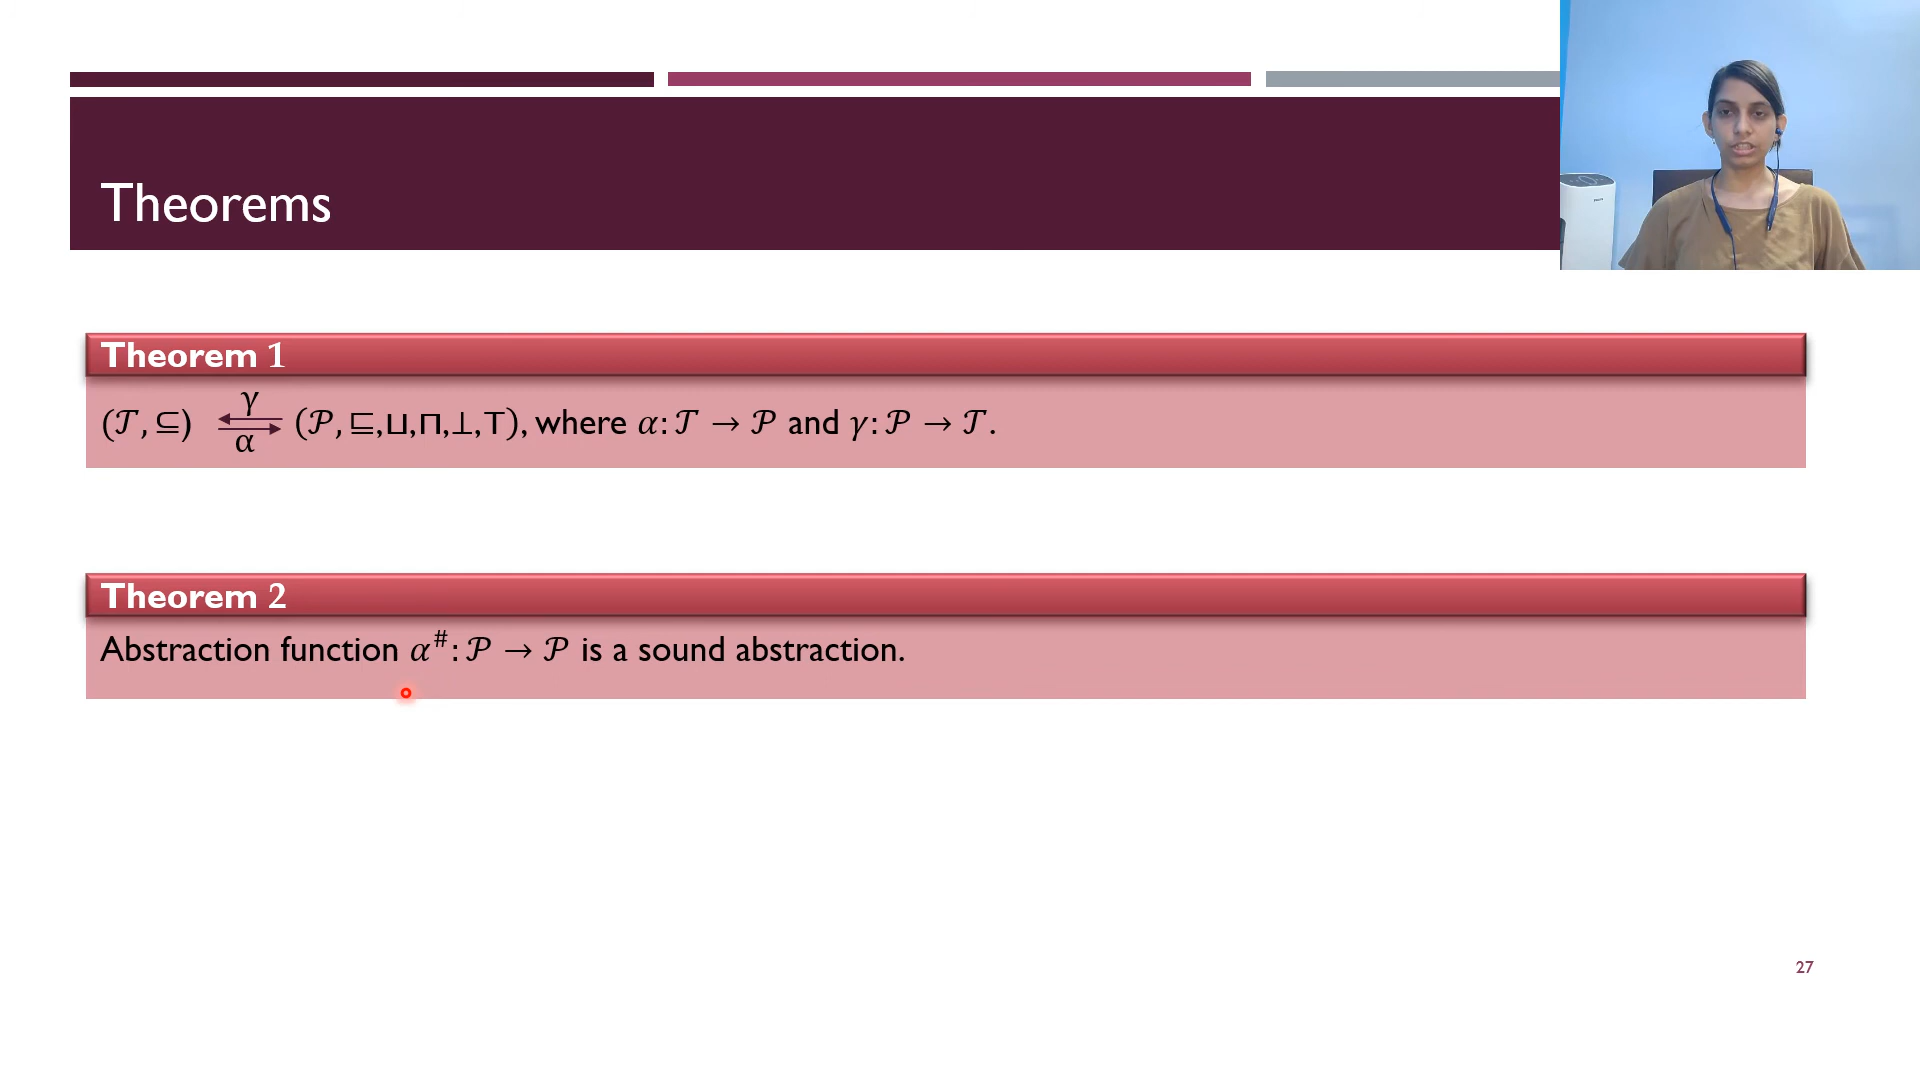 Theorems
Theorem 1
(𝒯, ⊆) ⇄ γ α (𝒫, ⊑,⊔,⊓,⊥,⊤), where α: 𝒯 → 𝒫 and γ: 𝒫 → 𝒯.
Theorem 2
Abstraction function α#: 𝒫 → 𝒫 is a sound abstraction.
27